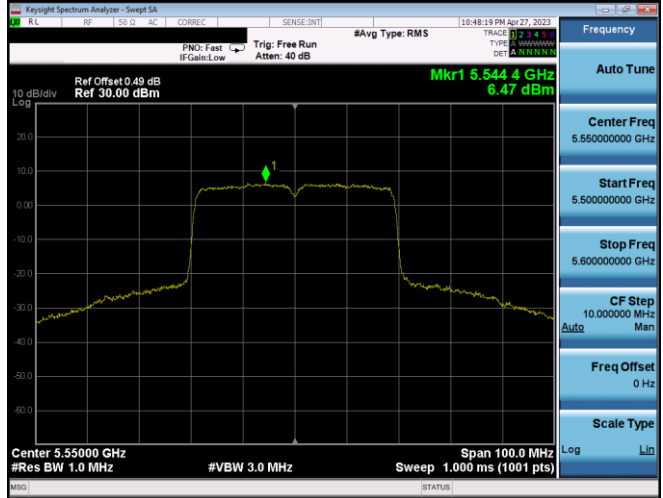 Keysight Spectrum Analyzer - Swept SA
RL RF 50 Ω AC CORREC SENSE:INT 10:48:19 PM Apr 27, 2023
#Avg Type: RMS TRACE 1 2 3 4 5 6
PNO: Fast Trig: Free Run TYPE A WWWWW
IFGain:Low Atten: 40 dB DET A N N N N N
Mkr1 5.544 4 GHz
6.47 dBm
Ref Offset 0.49 dB
10 dB/div Ref 30.00 dBm
Log
20.0
10.0
0.00
-10.0
-20.0
-30.0
-40.0
-50.0
-60.0
1
Center 5.55000 GHz Span 100.0 MHz
#Res BW 1.0 MHz #VBW 3.0 MHz Sweep 1.000 ms (1001 pts)
MSG STATUS
Frequency
Auto Tune
Center Freq
5.550000000 GHz
Start Freq
5.500000000 GHz
Stop Freq
5.600000000 GHz
CF Step
10.000000 MHz
Auto Man
Freq Offset
0 Hz
Scale Type
Log Lin